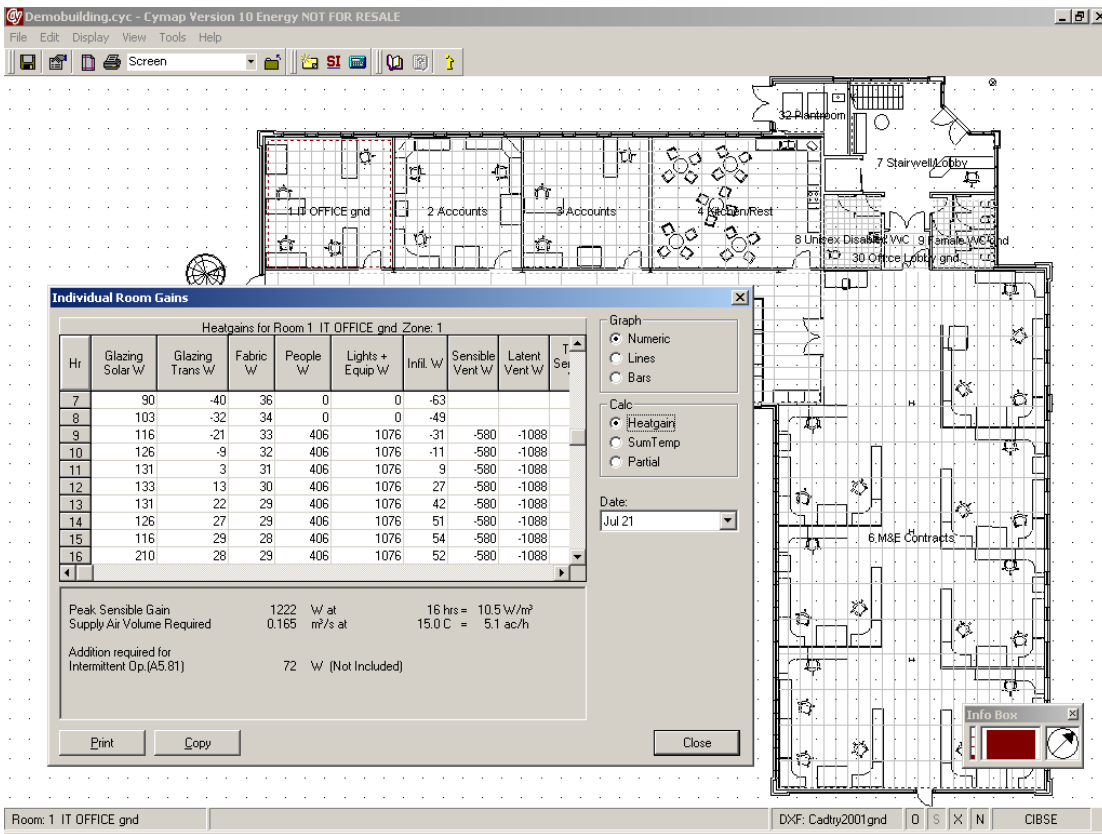 Demobuilding.cyc - Cymap Version 10 Energy NOT FOR RESALE
File Edit Display View Tools Help
Screen SI
32 Plantroom
7 Stairwell/Lobby
1 IT OFFICE gnd 2 Accounts 3 Accounts 4 Kitchen/Rest
8 Unisex Disabled WC 9 Female WC gnd
30 Office Lobby gnd
Individual Room Gains
Heatgains for Room 1 IT OFFICE gnd Zone: 1
Hr Glazing Solar W Glazing Trans W Fabric W People W Lights + Equip W Infil. W Sensible Vent W Latent Vent W
7 90 -40 36 0 0 -63
8 103 -32 34 0 0 -49
9 116 -21 33 406 1076 -31 -580 -1088
10 126 -9 32 406 1076 -11 -580 -1088
11 131 3 31 406 1076 9 -580 -1088
12 133 13 30 406 1076 27 -580 -1088
13 131 22 29 406 1076 42 -580 -1088
14 126 27 29 406 1076 51 -580 -1088
15 116 29 28 406 1076 54 -580 -1088
16 210 28 29 406 1076 52 -580 -1088
Peak Sensible Gain 1222 W at 16 hrs = 10.5 W/m³
Supply Air Volume Required 0.165 m³/s at 15.0 C = 5.1 ac/h
Addition required for
Intermittent Op.(A5.81) 72 W (Not Included)
Print Copy Close
Graph
Numeric
Lines
Bars
Calc
Heatgain
SumTemp
Partial
Date:
Jul 21
6 M&E Contracts
Info Box
Room: 1 IT OFFICE gnd DXF: Cadtry2001gnd O S X N CIBSE